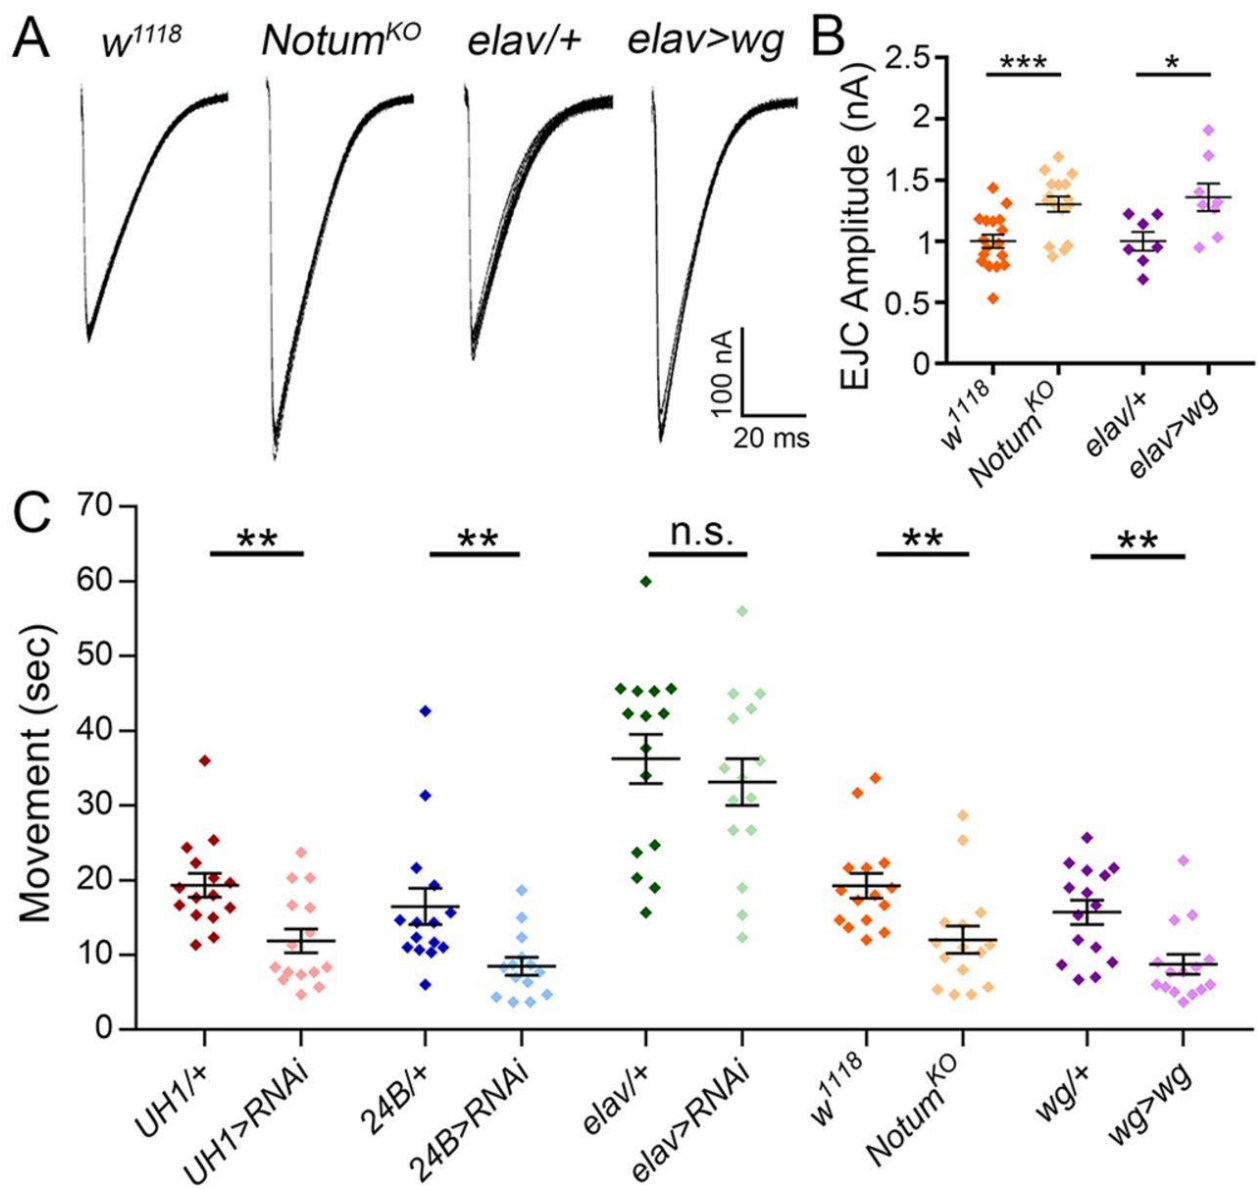 A
w1118 NotumKO elav/+ elav>wg
100 nA
20 ms
B
EJC Amplitude (nA)
2.5
2
1.5
1
0.5
0
*** *
w1118 NotumKO elav/+ elav>wg
C
Movement (sec)
70
60
50
40
30
20
10
0
** ** n.s. ** **
UH1/+ UH1>RNAi 24B/+ 24B>RNAi elav/+ elav>RNAi w1118 NotumKO wg/+ wg>wg